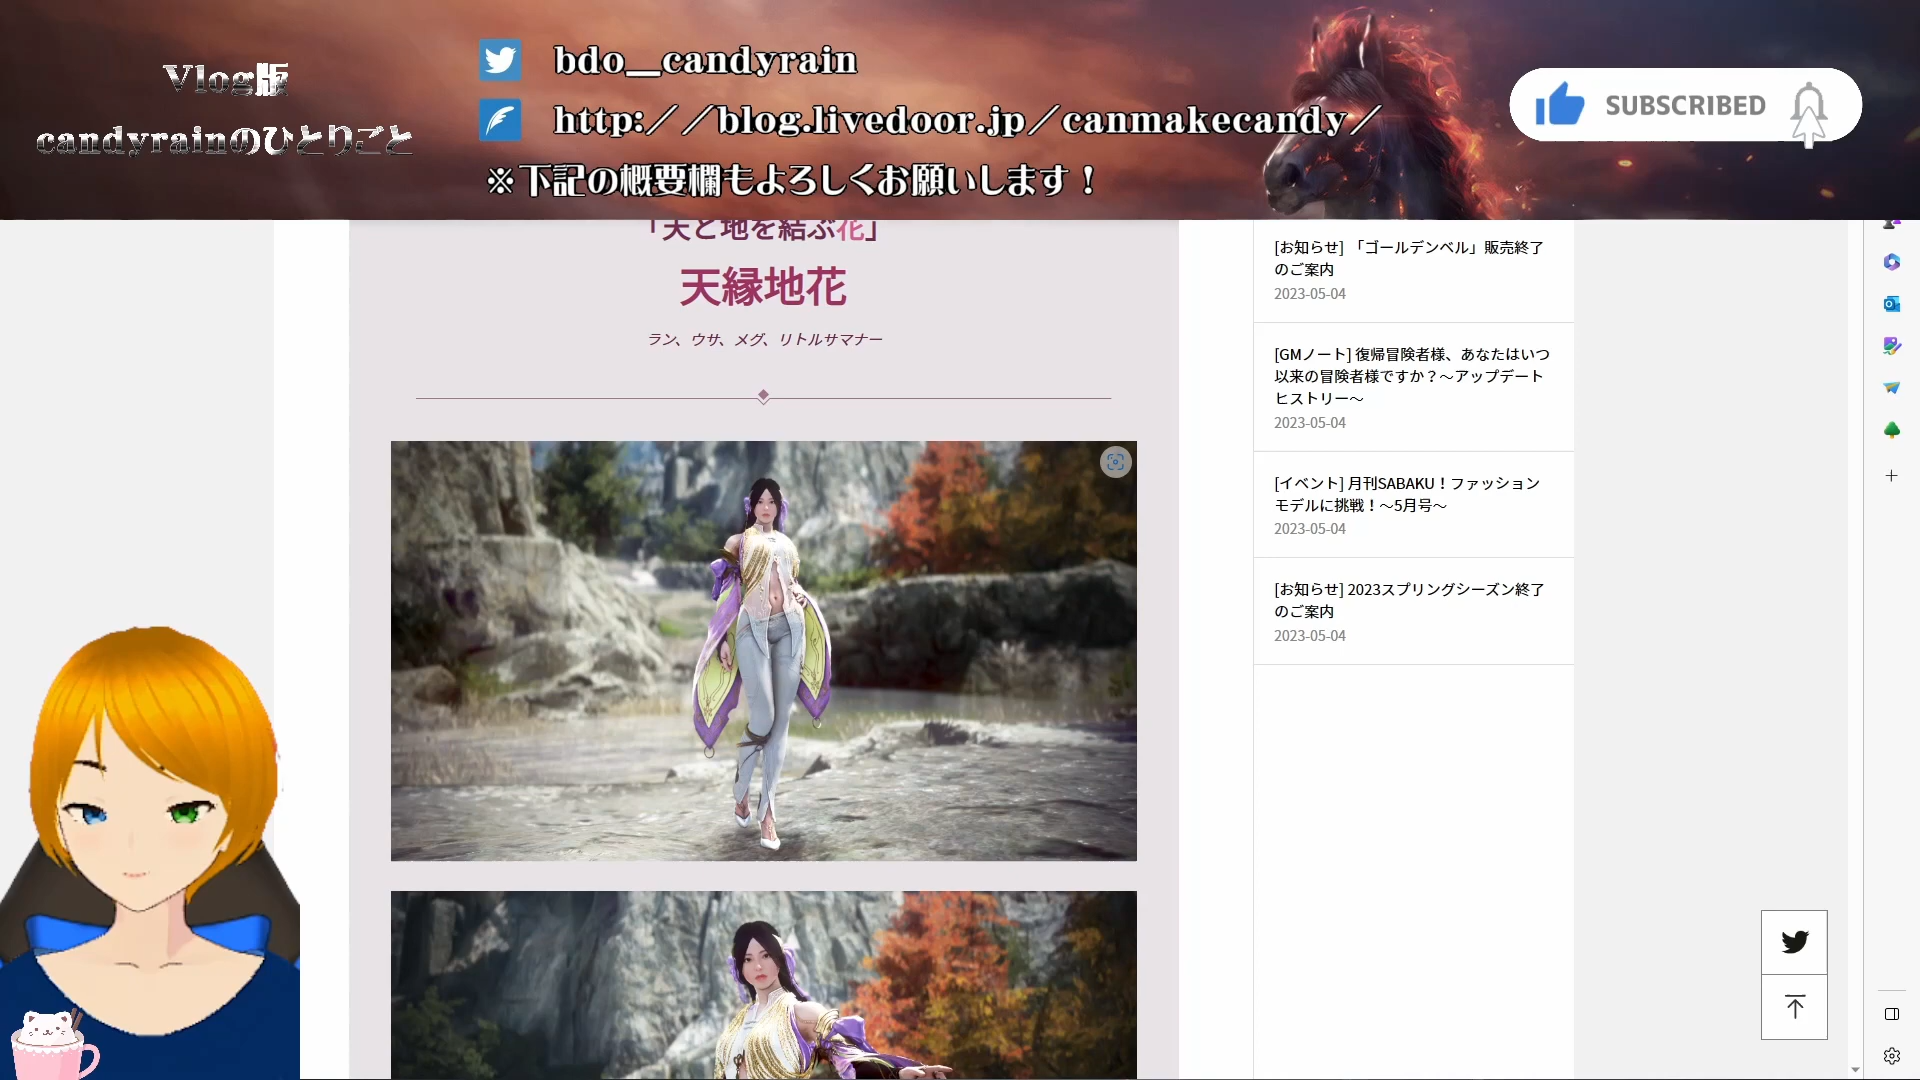 Vlog版
candyrainのひとりごと
bdo__candyrain
http://blog.livedoor.jp/canmakecandy/
※下記の概要欄もよろしくお願いします！
SUBSCRIBED
「天と地を結ぶ花」
天縁地花
ラン、ウサ、メグ、リトルサマナー
[お知らせ] 「ゴールデンベル」販売終了
のご案内
2023-05-04
[GMノート] 復帰冒険者様、あなたはいつ
以来の冒険者様ですか？～アップデート
ヒストリー～
2023-05-04
[イベント] 月刊SABAKU！ファッション
モデルに挑戦！～5月号～
2023-05-04
[お知らせ] 2023スプリングシーズン終了
のご案内
2023-05-04